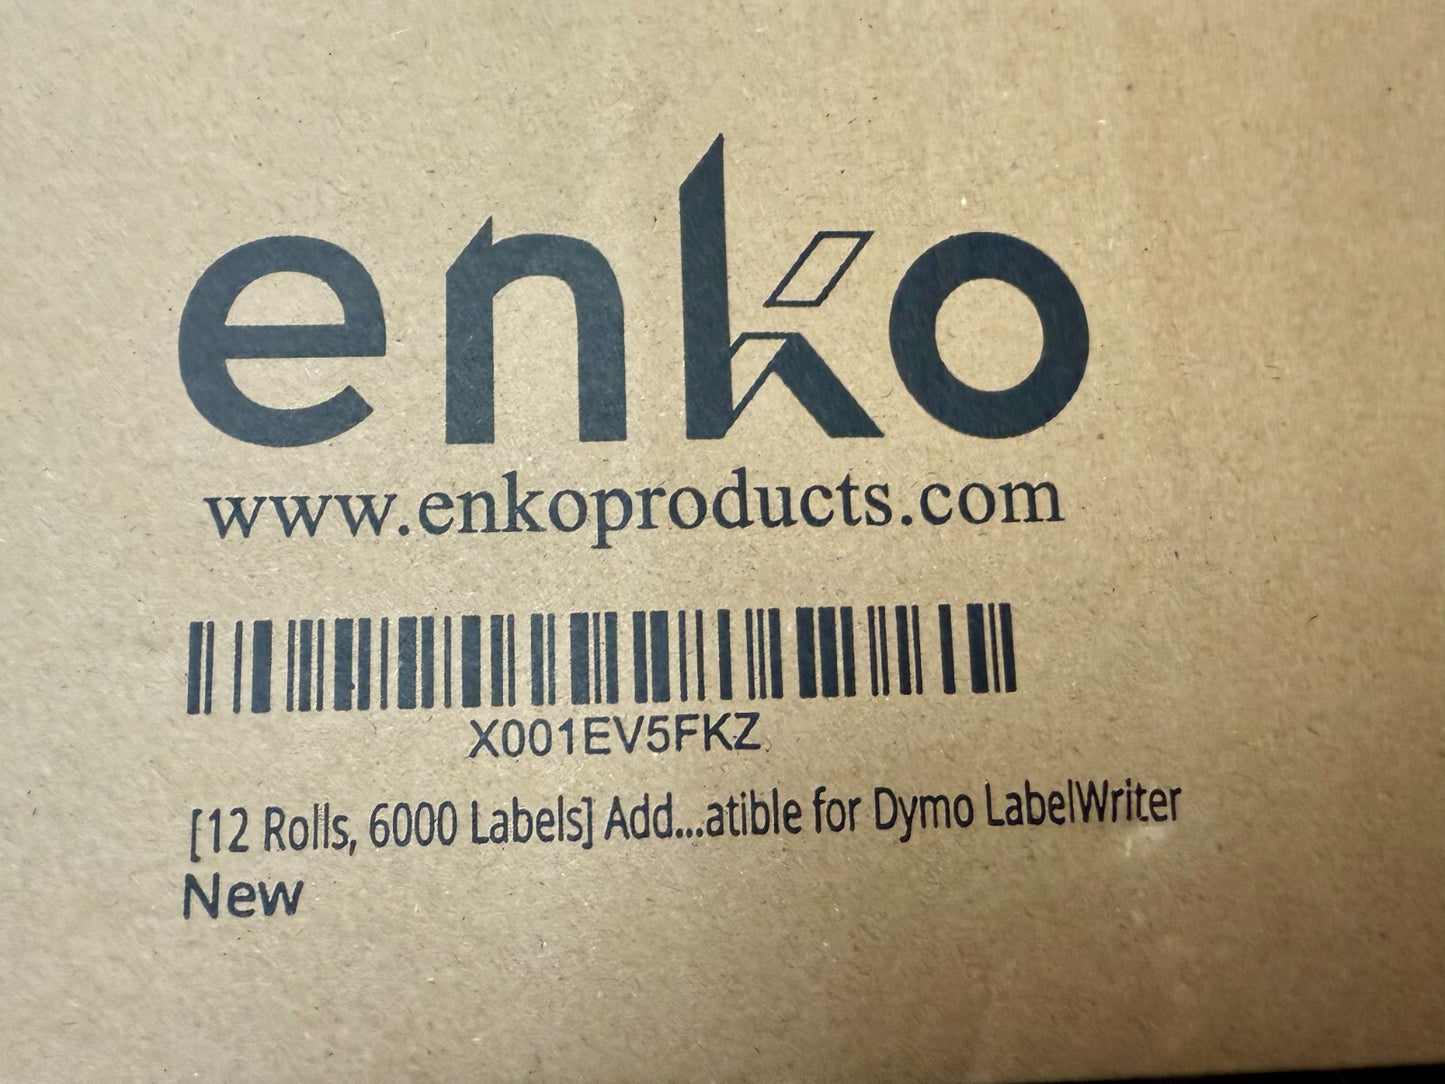 enko
www.enkoproducts.com
X001EV5FKZ
[12 Rolls, 6000 Labels] Add...atible for Dymo LabelWriter
New